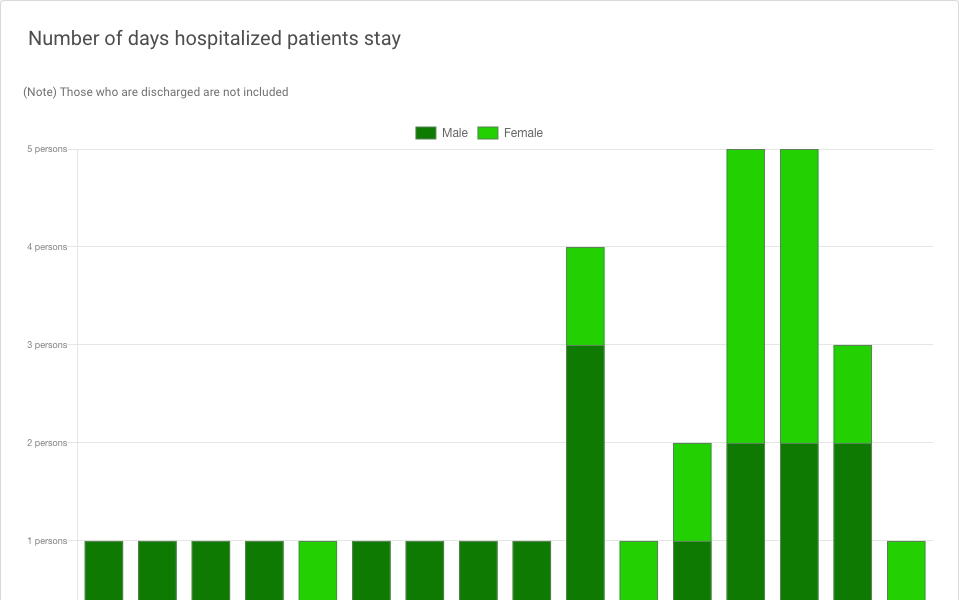 Number of days hospitalized patients stay
(Note) Those who are discharged are not included
Male Female
5 persons
4 persons
3 persons
2 persons
1 persons